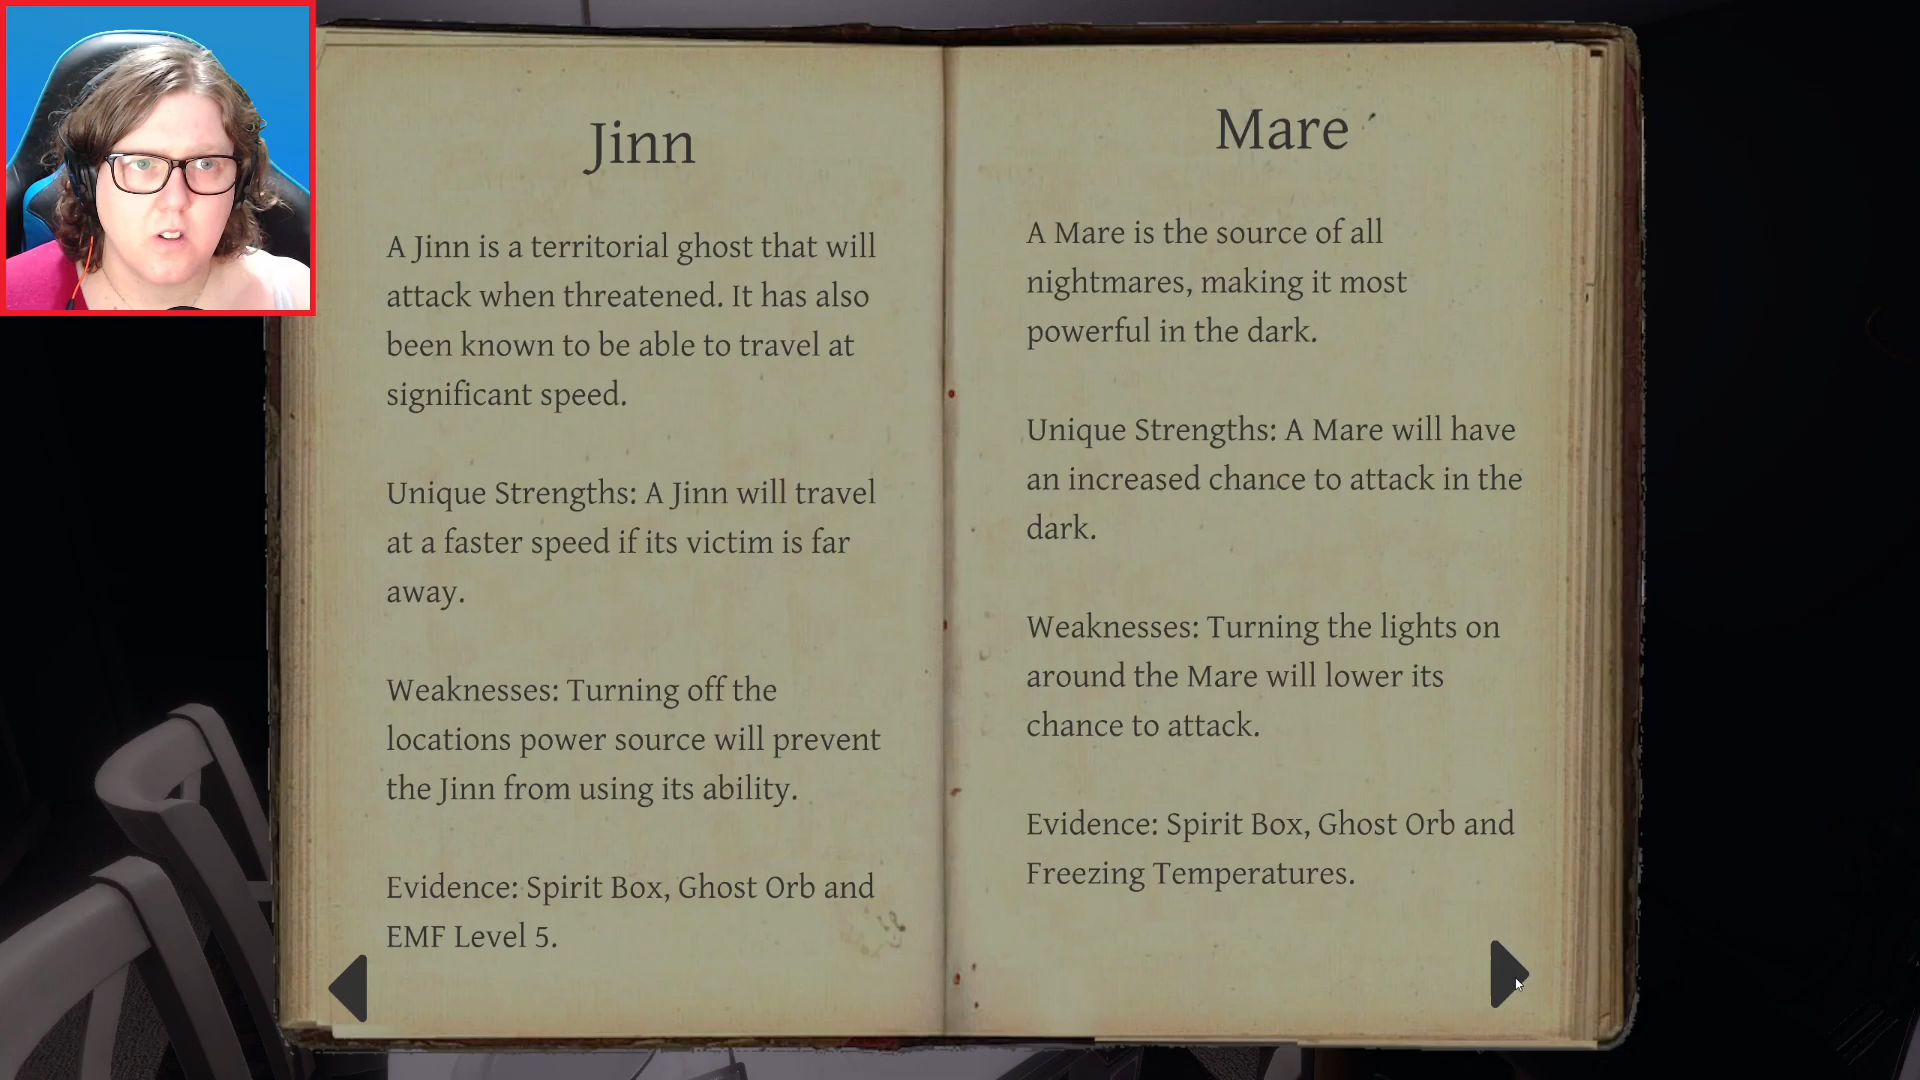 Jinn
A Jinn is a territorial ghost that will
attack when threatened. It has also
been known to be able to travel at
significant speed.
Unique Strengths: A Jinn will travel
at a faster speed if its victim is far
away.
Weaknesses: Turning off the
locations power source will prevent
the Jinn from using its ability.
Evidence: Spirit Box, Ghost Orb and
EMF Level 5.
Mare
A Mare is the source of all
nightmares, making it most
powerful in the dark.
Unique Strengths: A Mare will have
an increased chance to attack in the
dark.
Weaknesses: Turning the lights on
around the Mare will lower its
chance to attack.
Evidence: Spirit Box, Ghost Orb and
Freezing Temperatures.